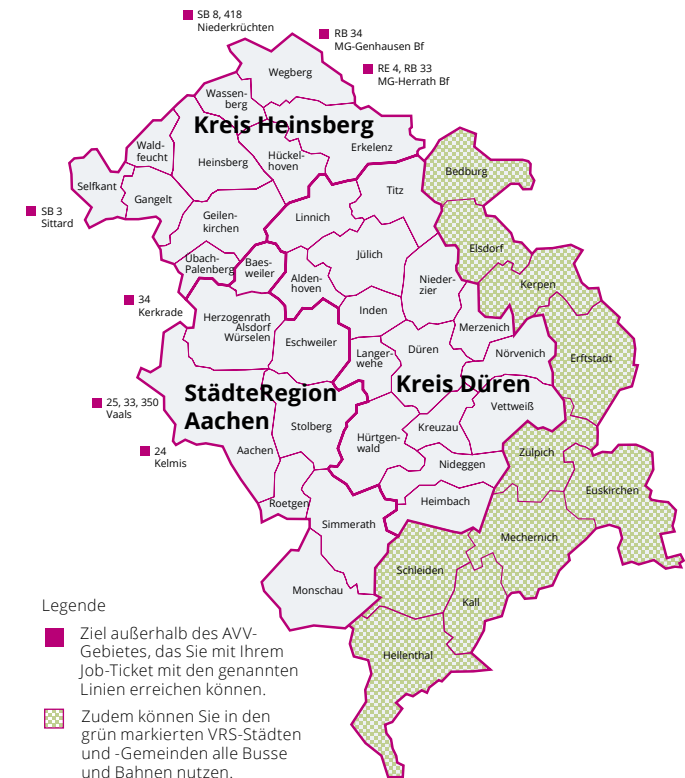 SB 8, 418
Niederkrüchten
RB 34
MG-Genhausen Bf
RE 4, RB 33
MG-Herrath Bf
Wegberg
Wassen-
berg
Kreis Heinsberg
Erkelenz
Wald-
feucht
Heinsberg
Hückel-
hoven
Bedburg
Selfkant
Gangelt
Titz
SB 3
Sittard
Geilen-
kirchen
Linnich
Elsdorf
Übach-
Palenberg
Baes-
weiler
Jülich
Alden-
hoven
Nieder-
zier
Kerpen
34
Kerkrade
Herzogenrath
Alsdorf
Würselen
Inden
Merzenich
Eschweiler
Langer-
wehe
Düren
Nörvenich
Erftstadt
StädteRegion
Aachen
Kreis Düren
25, 33, 350
Vaals
Vettweiß
Stolberg
Kreuzau
Hürtgen-
wald
24
Kelmis
Aachen
Zülpich
Nideggen
Euskirchen
Roetgen
Heimbach
Simmerath
Mechernich
Schleiden
Monschau
Kall
Hellenthal
Legende
Ziel außerhalb des AVV-
Gebietes, das Sie mit Ihrem
Job-Ticket mit den genannten
Linien erreichen können.
Zudem können Sie in den
grün markierten VRS-Städten
und -Gemeinden alle Busse
und Bahnen nutzen.